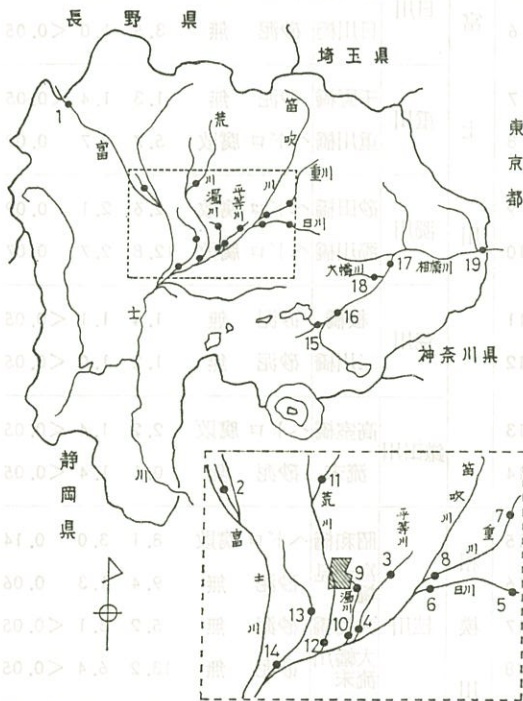 長野県
埼玉県
東京都
神奈川県
静岡県
1
富
士
川
荒
川
濁川
平等川
笛
吹
川
重川
日川
大幡川
相模川
15
16
17
18
19
2
富
士
川
11
荒
川
平等川
3
笛
吹
川
重
川
7
8
9
濁川
10
4
6
日川
5
13
12
14